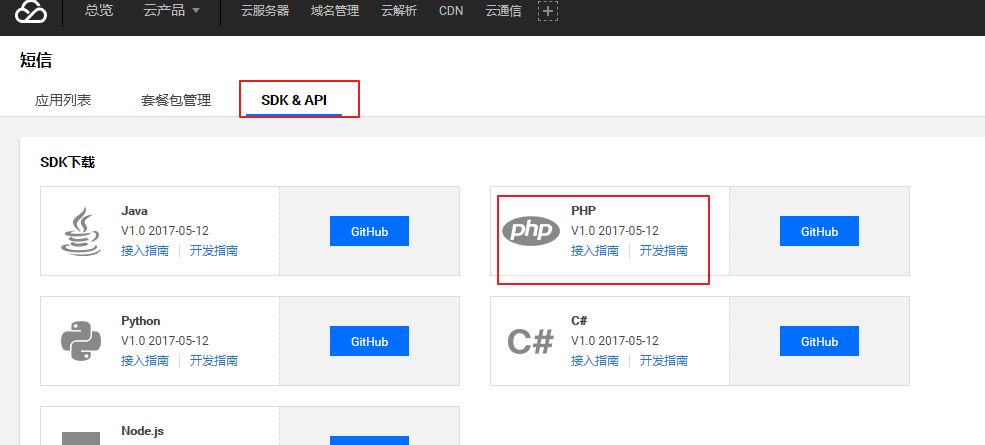 总览 云产品 云服务器 域名管理 云解析 CDN 云通信
短信
应用列表 套餐包管理 SDK & API
SDK下载
Java
V1.0 2017-05-12
接入指南 开发指南
GitHub
php
PHP
V1.0 2017-05-12
接入指南 开发指南
GitHub
Python
V1.0 2017-05-12
接入指南 开发指南
GitHub
C#
C#
V1.0 2017-05-12
接入指南 开发指南
GitHub
Node.js